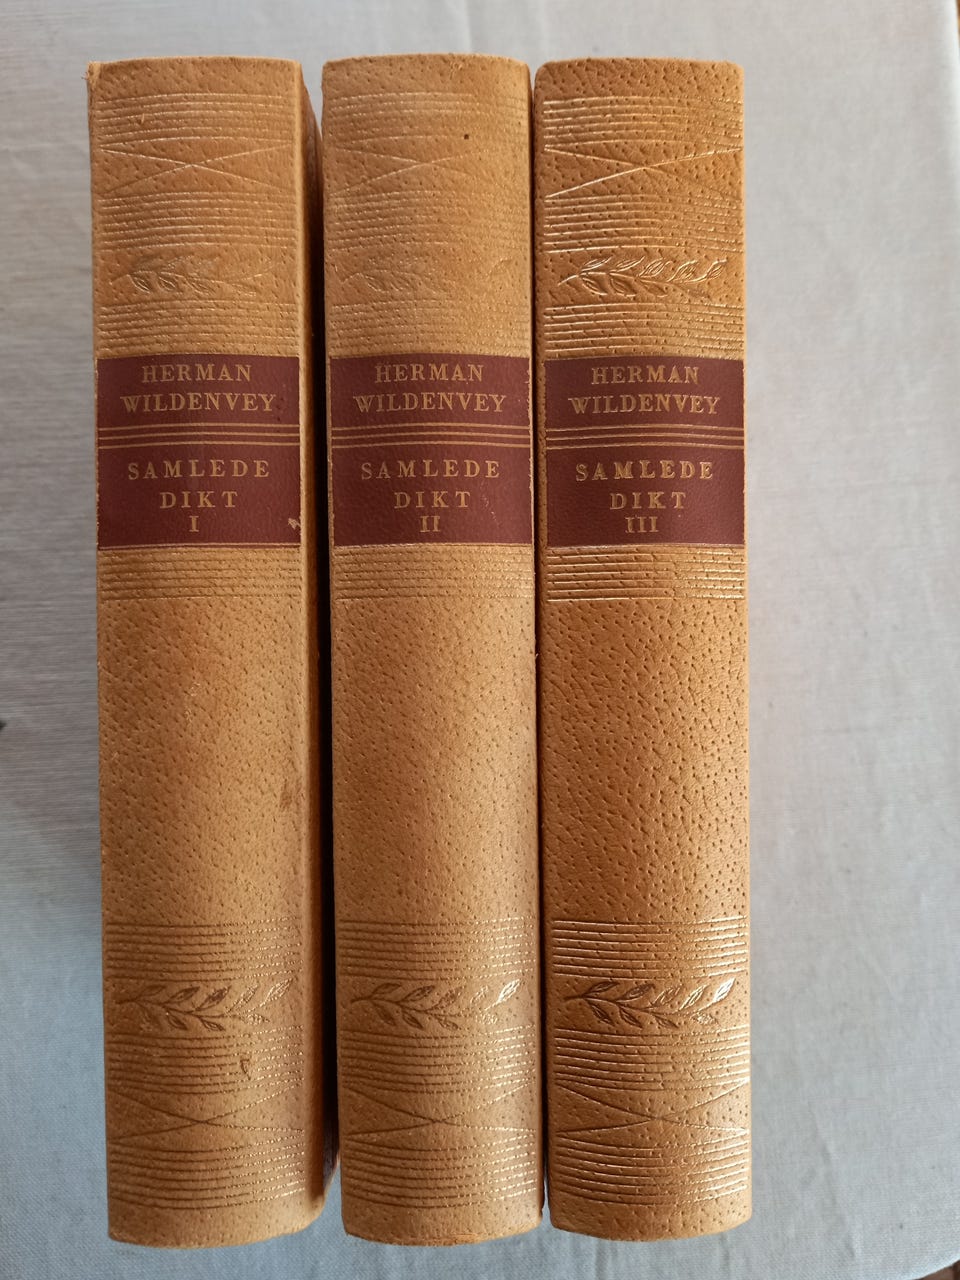 HERMAN
WILDENVEY
SAMLEDE
DIKT
I
HERMAN
WILDENVEY
SAMLEDE
DIKT
II
HERMAN
WILDENVEY
SAMLEDE
DIKT
III